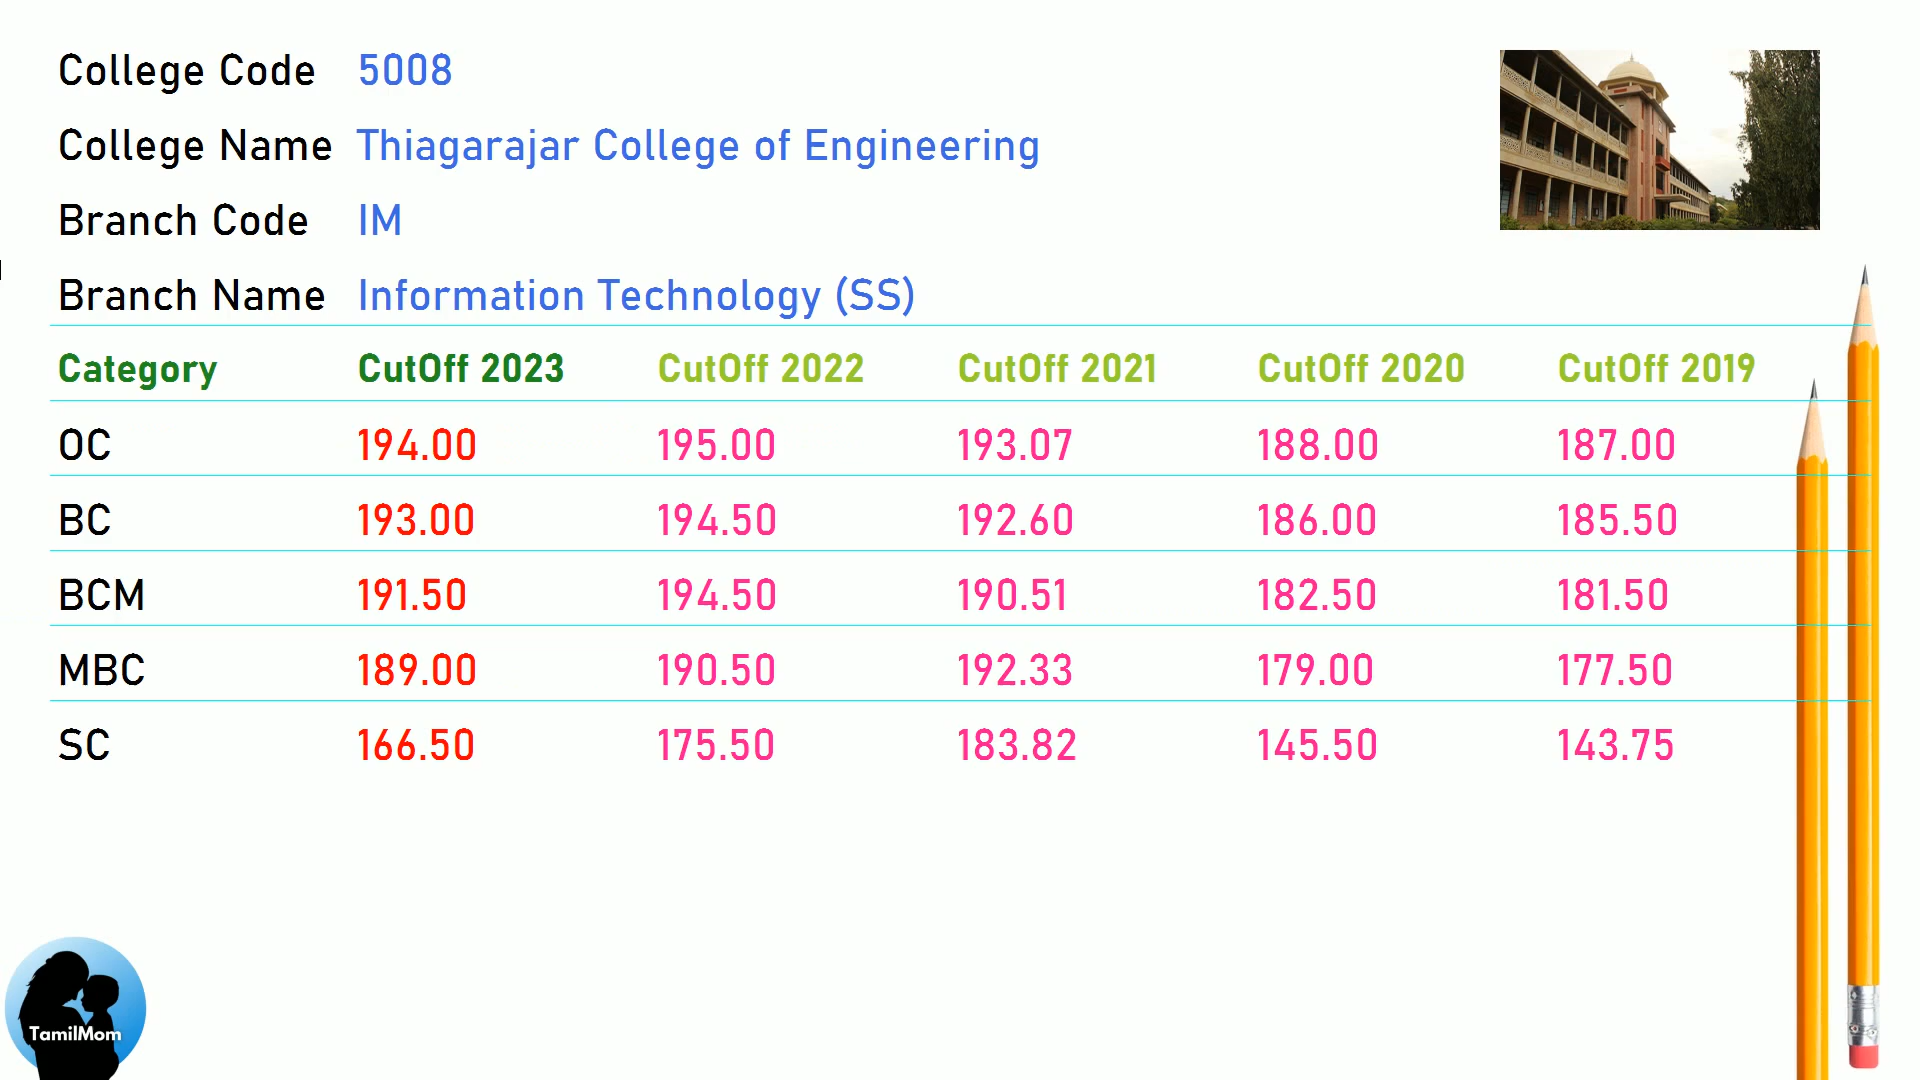 College Code 5008
College Name Thiagarajar College of Engineering
Branch Code IM
Branch Name Information Technology (SS)
Category CutOff 2023 CutOff 2022 CutOff 2021 CutOff 2020 CutOff 2019
OC 194.00 195.00 193.07 188.00 187.00
BC 193.00 194.50 192.60 186.00 185.50
BCM 191.50 194.50 190.51 182.50 181.50
MBC 189.00 190.50 192.33 179.00 177.50
SC 166.50 175.50 183.82 145.50 143.75
TamilMom